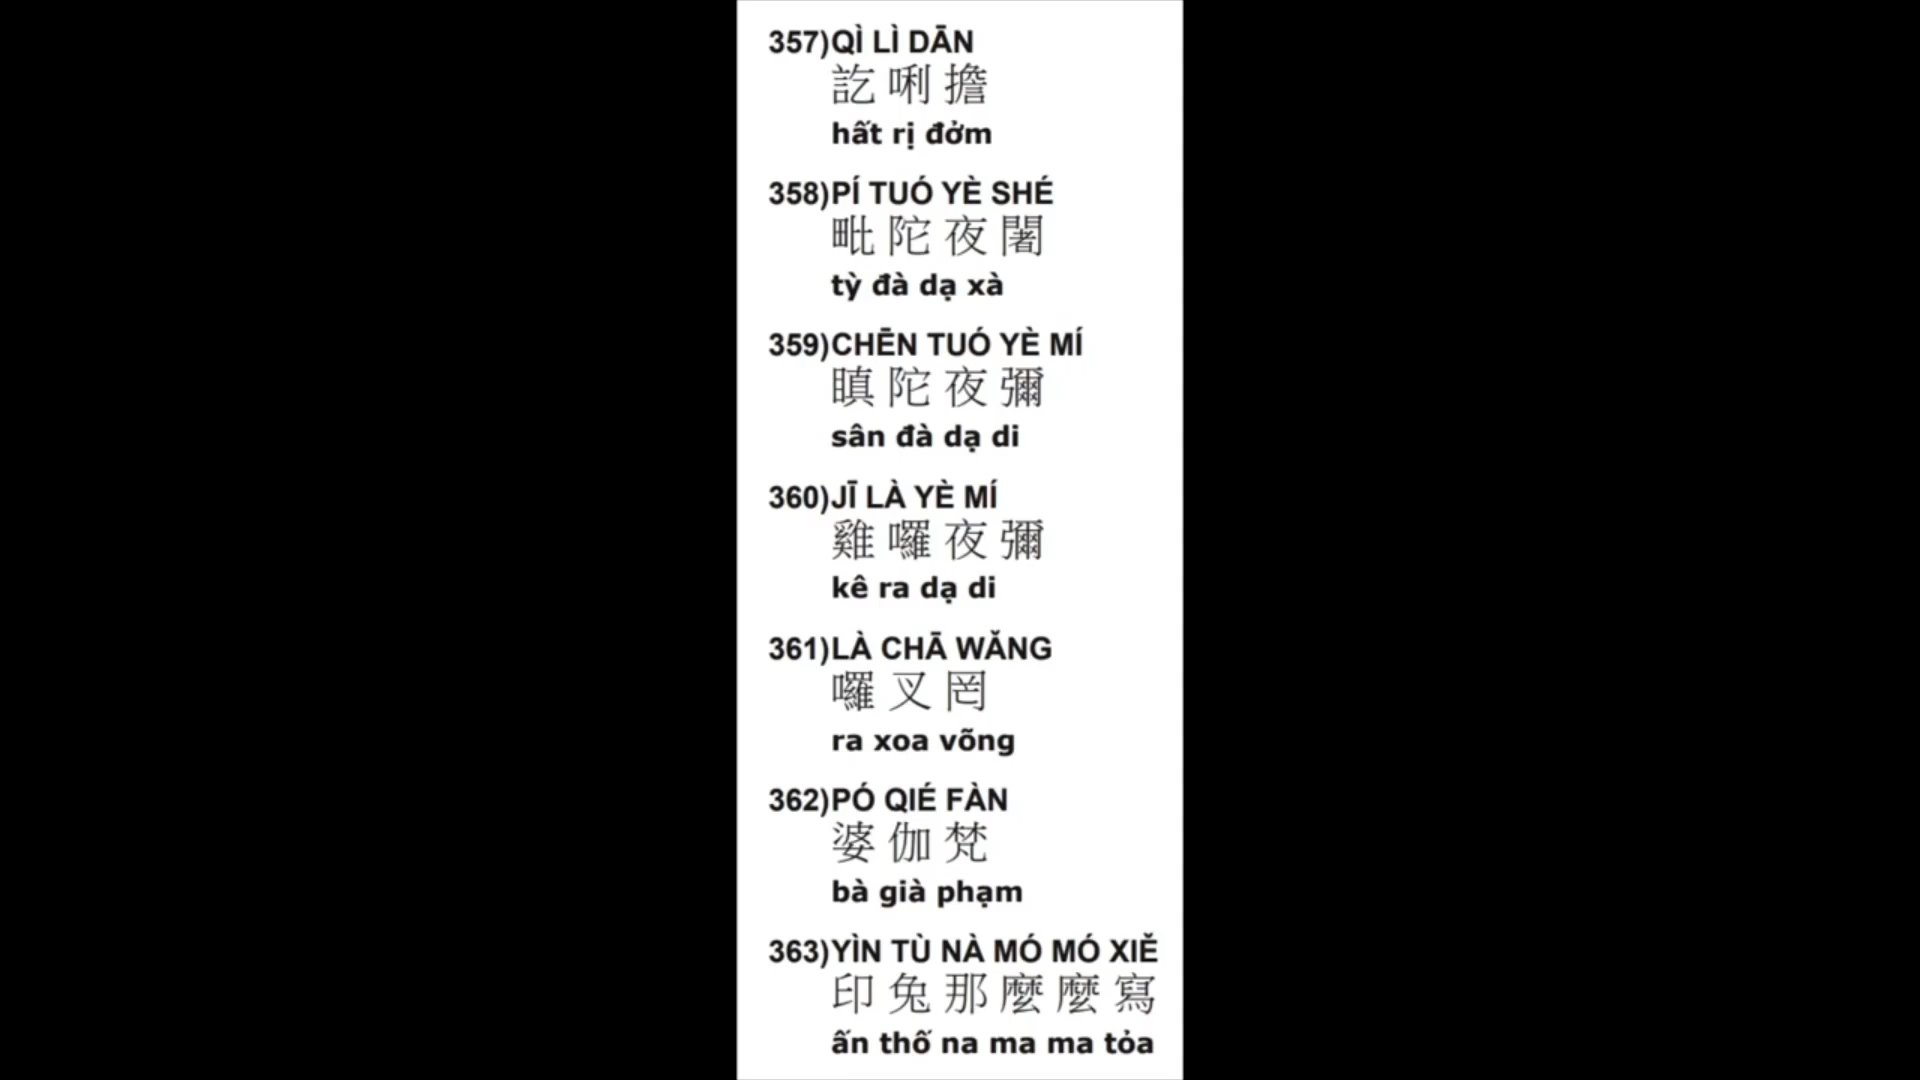 357)QÌ LÌ DĀN
訖 唎 擔
hất rị đởm
358)PÍ TUÓ YÈ SHÉ
毗 陀 夜 闍
tỳ đà dạ xà
359)CHĒN TUÓ YÈ MÍ
瞋 陀 夜 彌
sân đà dạ di
360)JĪ LÀ YÈ MÍ
雞 囉 夜 彌
kê ra dạ di
361)LÀ CHĀ WǍNG
囉 叉 罔
ra xoa võng
362)PÓ QIÉ FÀN
婆 伽 梵
bà già phạm
363)YÌN TÙ NÀ MÓ MÓ XIĚ
印 兔 那 麼 麼 寫
ấn thố na ma ma tỏa